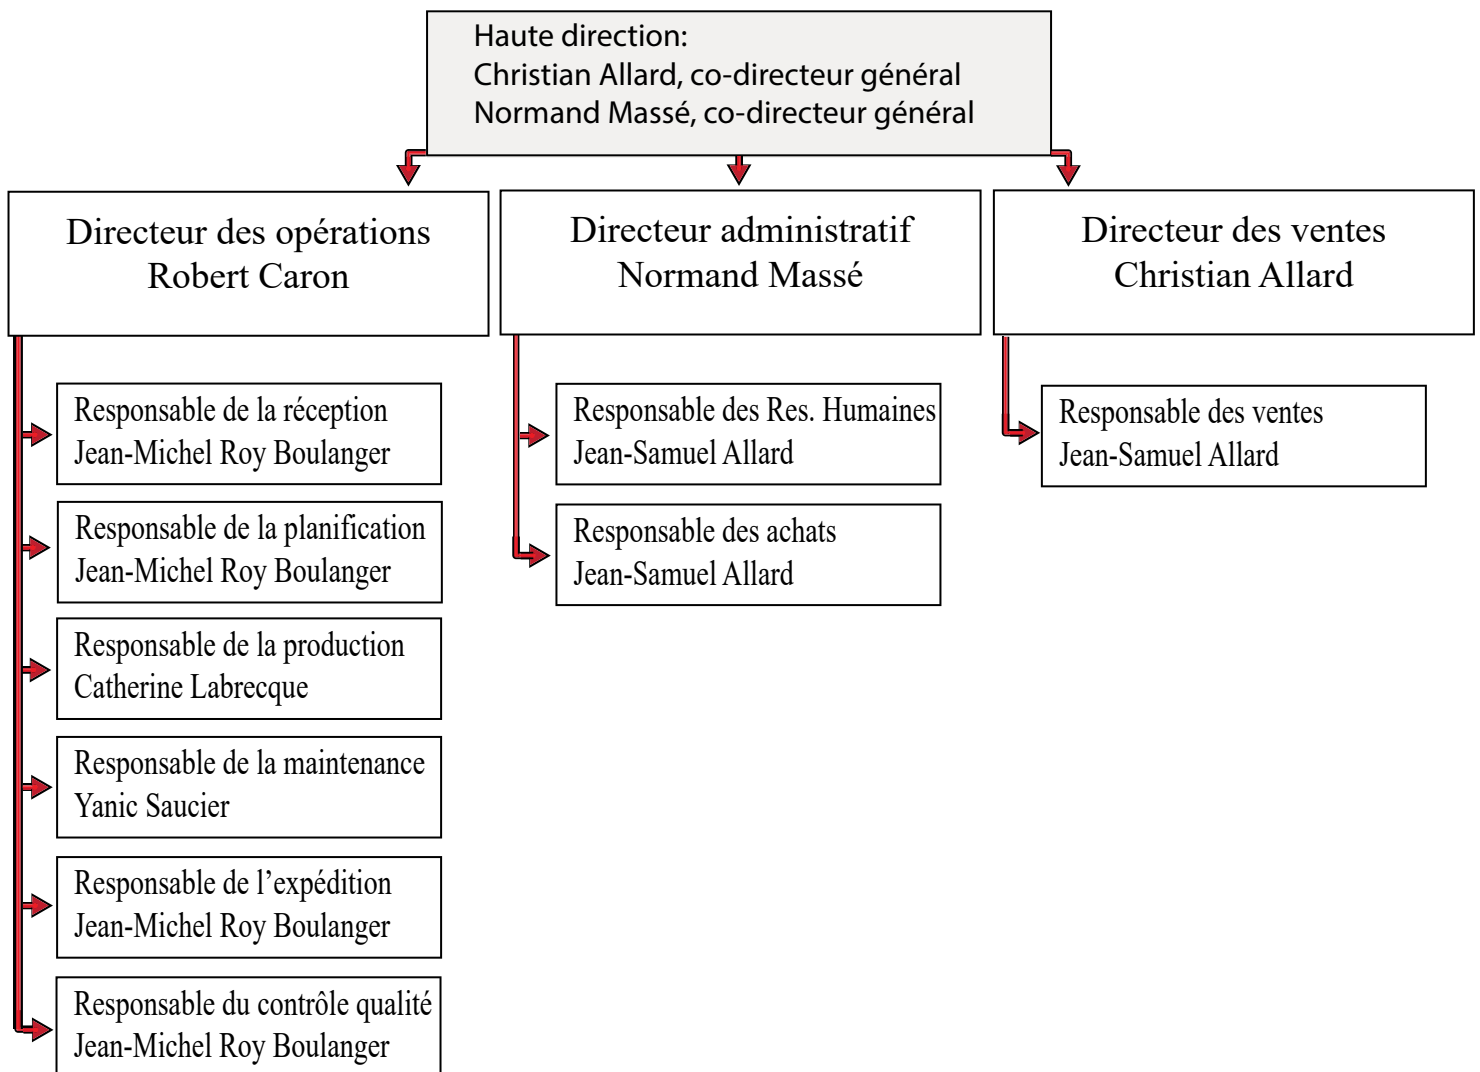 Haute direction:
Christian Allard, co-directeur général
Normand Massé, co-directeur général
Directeur des opérations
Robert Caron
Responsable de la réception
Jean-Michel Roy Boulanger
Responsable de la planification
Jean-Michel Roy Boulanger
Responsable de la production
Catherine Labrecque
Responsable de la maintenance
Yanic Saucier
Responsable de l’expédition
Jean-Michel Roy Boulanger
Responsable du contrôle qualité
Jean-Michel Roy Boulanger
Directeur administratif
Normand Massé
Responsable des Res. Humaines
Jean-Samuel Allard
Responsable des achats
Jean-Samuel Allard
Directeur des ventes
Christian Allard
Responsable des ventes
Jean-Samuel Allard